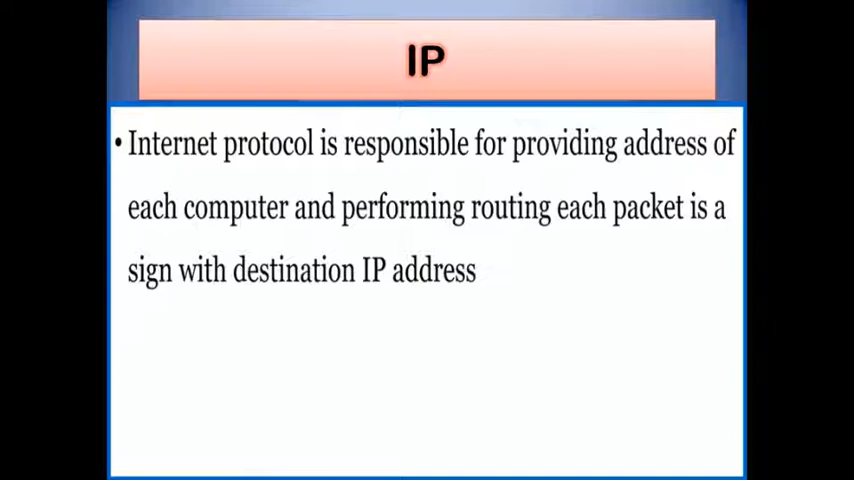 IP
• Internet protocol is responsible for providing address of
each computer and performing routing each packet is a
sign with destination IP address